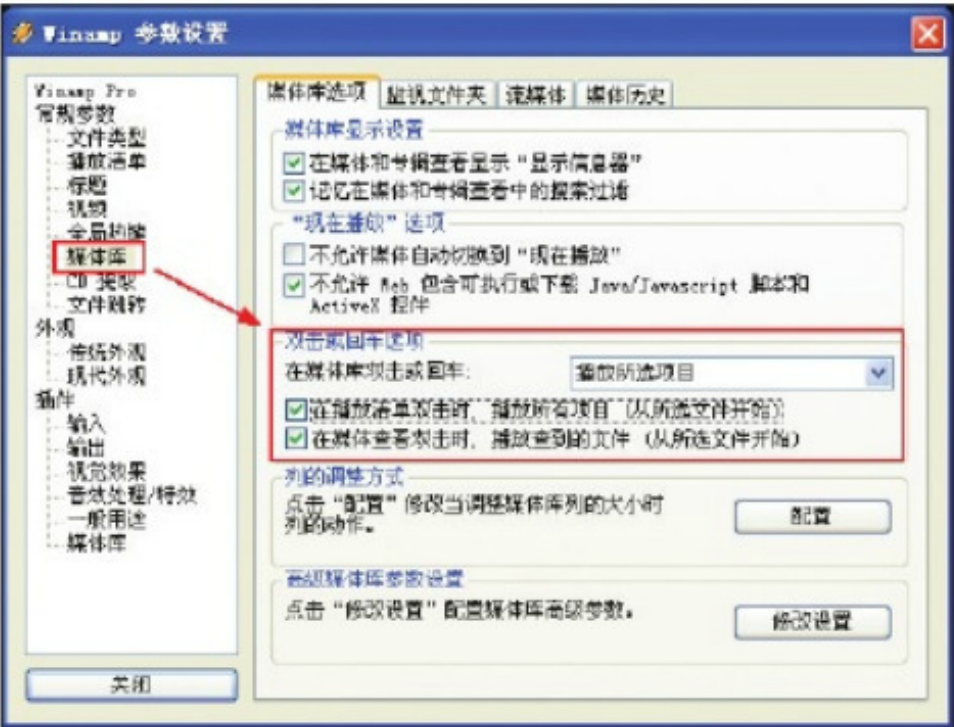 Winamp 参数设置
Winamp Pro
常规参数
文件类型
播放清单
标题
视频
全局热键
媒体库
CD 提取
文件跳转
外观
传统外观
现代外观
插件
输入
输出
视觉效果
音效处理/特效
一般用途
媒体库
关闭
媒体库选项 监视文件夹 流媒体 媒体历史
媒体库显示设置
在媒体和专辑查看显示“显示信息器”
记忆在媒体和专辑查看中的搜索过滤
“现在播放”选项
不允许媒体自动切换到“现在播放”
不允许 Web 包含可执行或下载 Java/Javascript 脚本和
ActiveX 控件
双击或回车选项
在媒体库双击或回车: 播放所选项目
在播放清单双击时，播放所有项目（从所选文件开始）
在媒体查看双击时，播放查到的文件（从所选文件开始）
列的调整方式
点击“配置”修改当调整媒体库列的大小时
列的动作。
配置
高级媒体库参数设置
点击“修改设置”配置媒体库高级参数。
修改设置